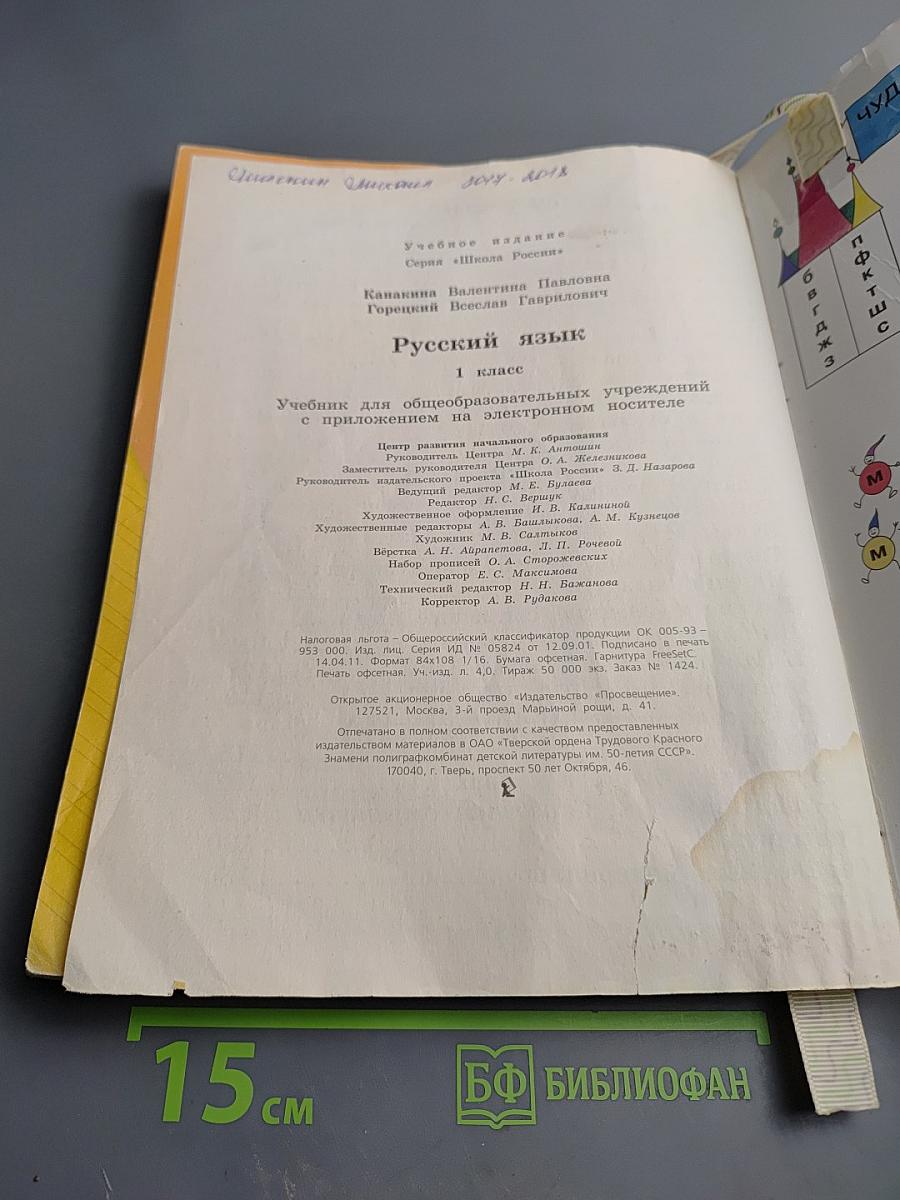 2017-2018
Учебное издание
Серия «Школа России»
Канакина Валентина Павловна
Горецкий Всеслав Гаврилович
Русский язык
1 класс
Учебник для общеобразовательных учреждений
с приложением на электронном носителе
Центр развития начального образования
Руководитель Центра М. К. Антошин
Заместитель руководителя Центра О. А. Железникова
Руководитель издательского проекта «Школа России» З. Д. Назарова
Ведущий редактор М. Е. Булаева
Редактор Н. С. Вершук
Художественное оформление И. В. Калининой
Художественные редакторы А. В. Башлыкова, А. М. Кузнецов
Художник М. В. Салтыков
Вёрстка А. Н. Айрапетова, Л. П. Рочевой
Набор прописей О. А. Сторожевских
Оператор Е. С. Максимова
Технический редактор Н. Н. Бажанова
Корректор А. В. Рудакова
Налоговая льгота – Общероссийский классификатор продукции ОК 005-93 –
953 000. Изд. лиц. Серия ИД № 05824 от 12.09.01. Подписано в печать
14.04.11. Формат 84x108 1/16. Бумага офсетная. Гарнитура FreeSetC.
Печать офсетная. Уч.-изд. л. 4,0. Тираж 50 000 экз. Заказ № 1424.
Открытое акционерное общество «Издательство «Просвещение».
127521, Москва, 3-й проезд Марьиной рощи, д. 41.
Отпечатано в полном соответствии с качеством предоставленных
издательством материалов в ОАО «Тверской ордена Трудового Красного
Знамени полиграфкомбинат детской литературы им. 50-летия СССР».
170040, г. Тверь, проспект 50 лет Октября, 46.
ЧУД
б
в
г
д
ж
з
п
ф
к
т
ш
с
м
м
15 см
БФ БИБЛИОФАН